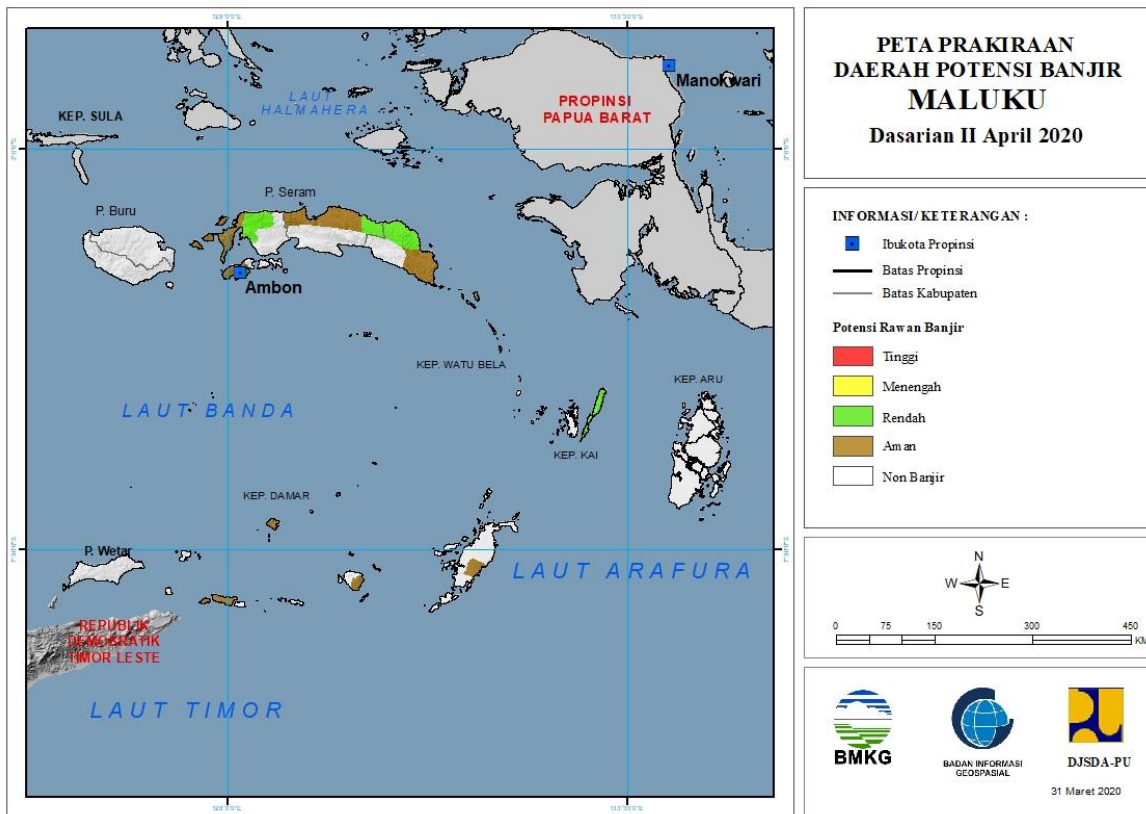 PETA PRAKIRAAN
DAERAH POTENSI BANJIR
MALUKU
Dasarian II April 2020
INFORMASI/ KETERANGAN :
Ibukota Propinsi
Batas Propinsi
Batas Kabupaten
Potensi Rawan Banjir
Tinggi
Menengah
Rendah
Aman
Non Banjir
N
W E
S
0 75 150 300 450
KM
BMKG
BADAN INFORMASI
GEOSPASIAL
DJSDA-PU
31 Maret 2020
Manokwari
LAUT
HALMAHERA
PROPINSI
PAPUA BARAT
KEP. SULA
P. Seram
P. Buru
Ambon
KEP. WATU BELA
KEP. ARU
LAUT BANDA
KEP. KAI
KEP. DAMAR
P. Wetar
LAUT ARAFURA
REPUBLIK
DEMOKRATIK
TIMOR LESTE
LAUT TIMOR